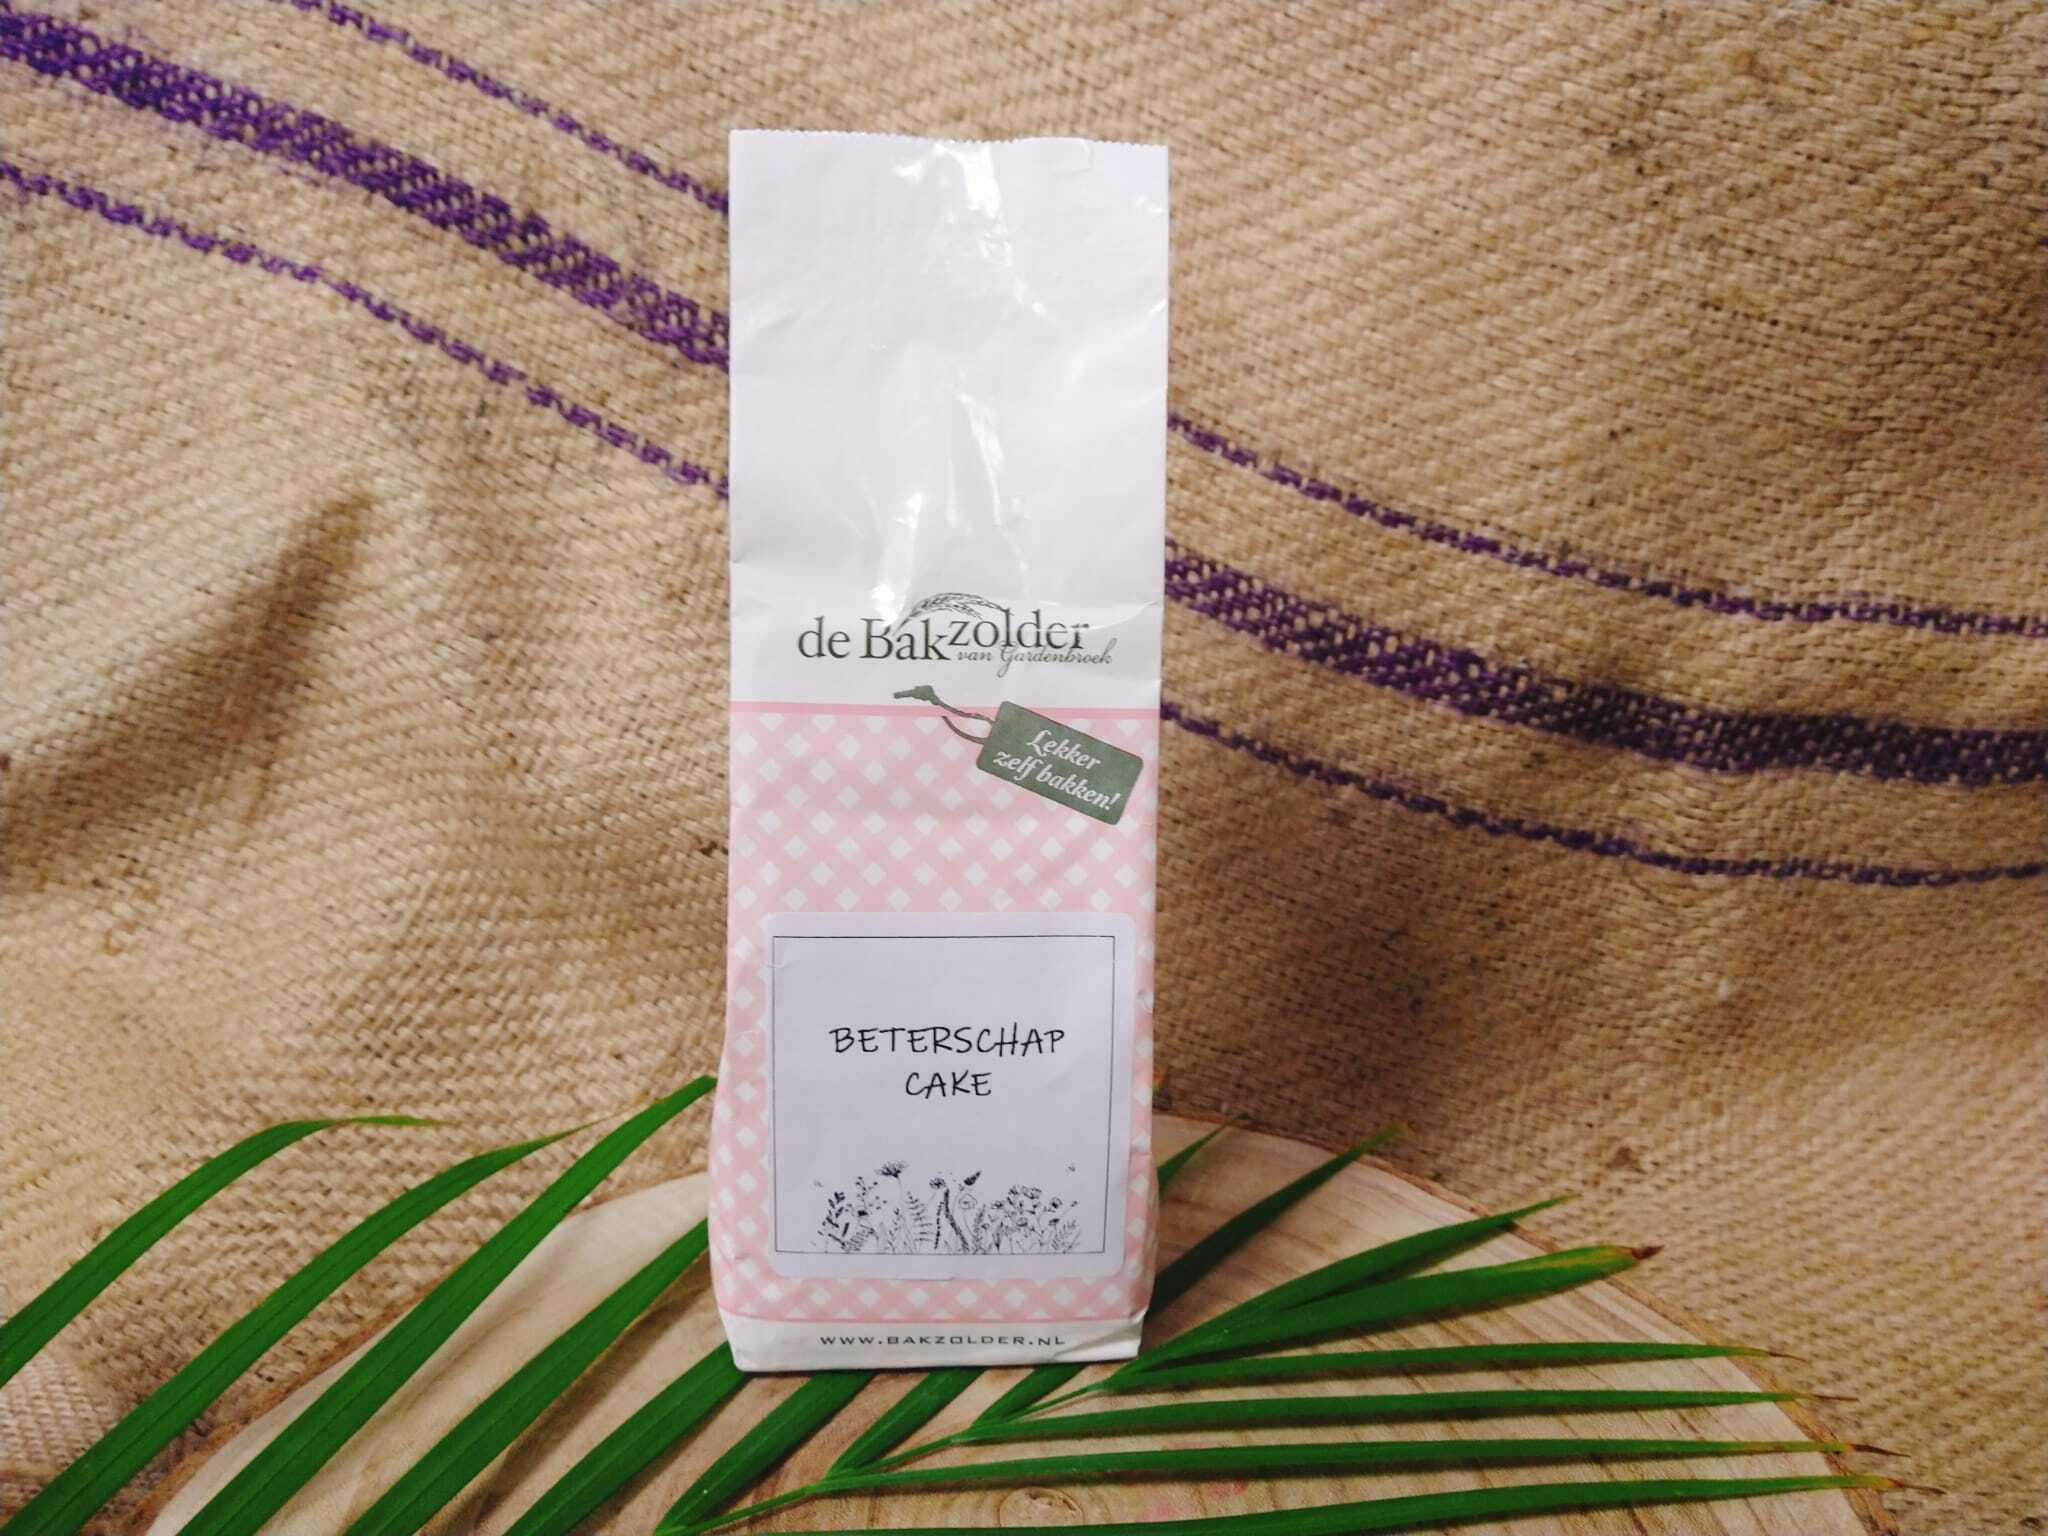 de Bakzolder
van Gardenbroek
Lekker
zelf bakken!
BETERSCHAP
CAKE
WWW.BAKZOLDER.NL